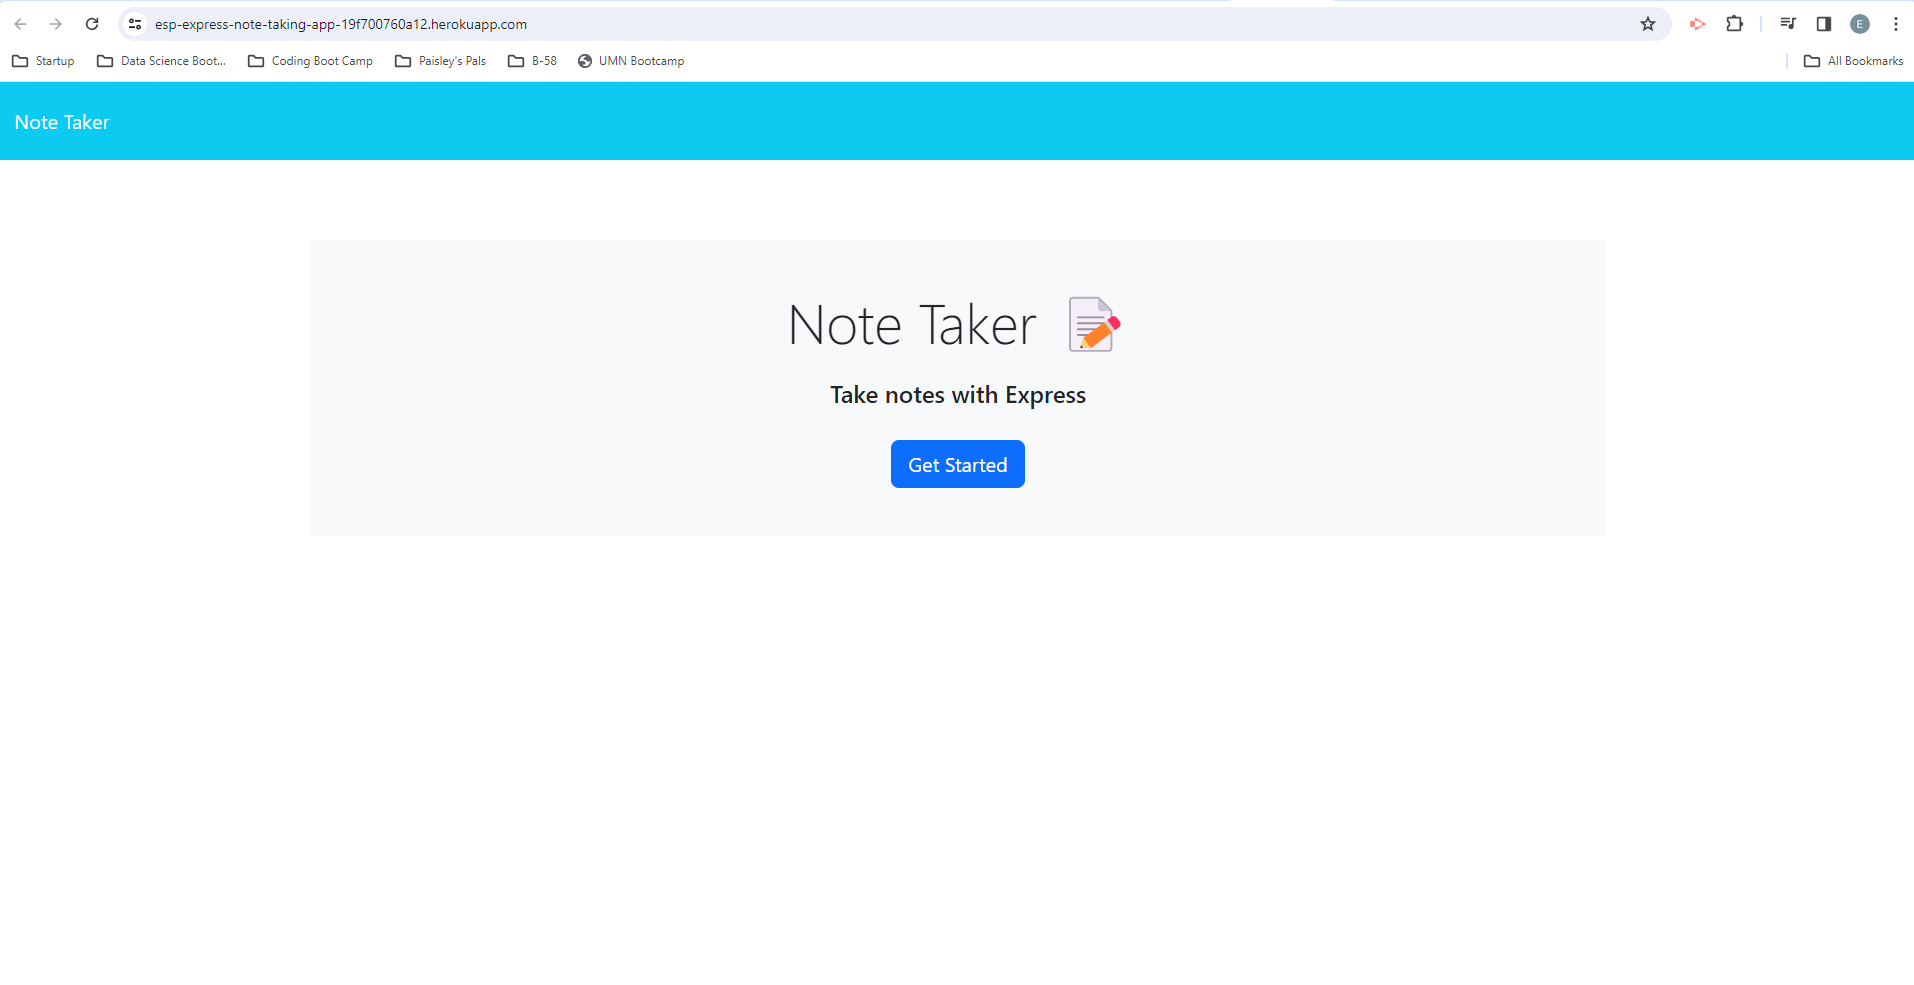 esp-express-note-taking-app-19f700760a12.herokuapp.com
E
Startup
Data Science Boot...
Coding Boot Camp
Paisley's Pals
B-58
UMN Bootcamp
All Bookmarks
Note Taker
Note Taker
Take notes with Express
Get Started